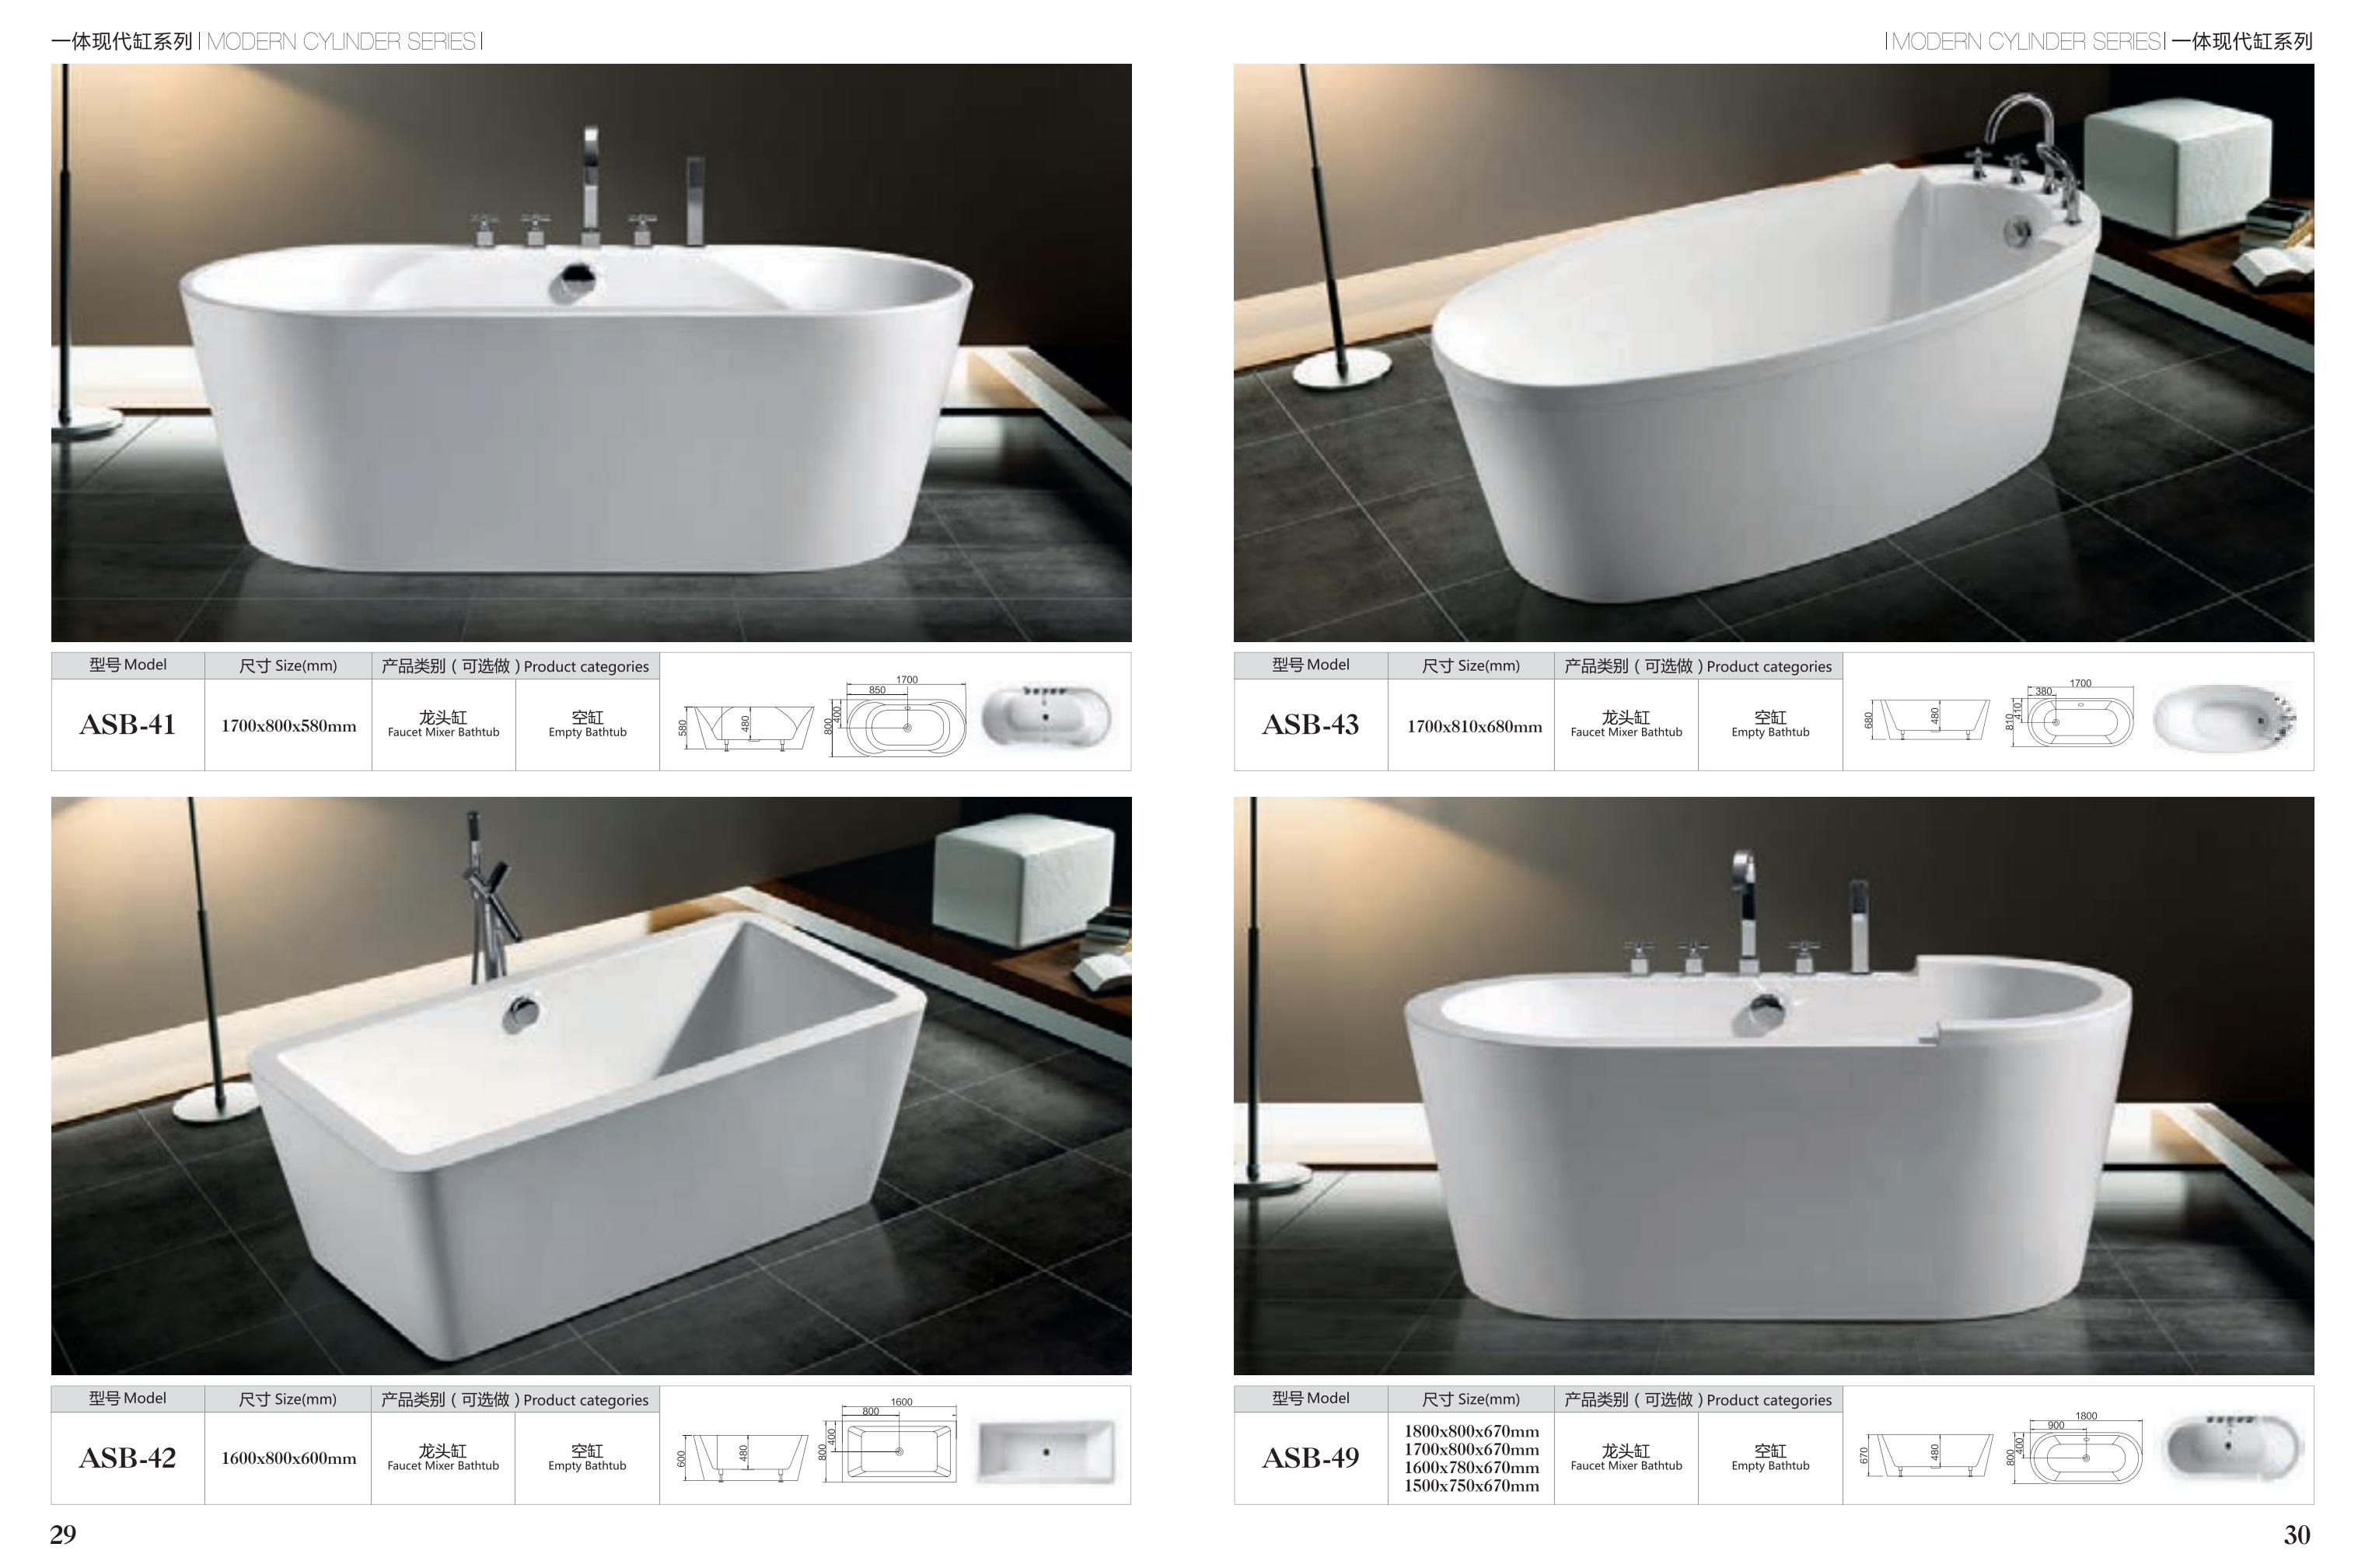 一体现代缸系列 | MODERN CYLINDER SERIES |
型号 Model 尺寸 Size(mm) 产品类别 ( 可选做 ) Product categories
ASB-41 1700x800x580mm 龙头缸 空缸
Faucet Mixer Bathtub Empty Bathtub
580 480 1700 850 800 400
型号 Model 尺寸 Size(mm) 产品类别 ( 可选做 ) Product categories
ASB-42 1600x800x600mm 龙头缸 空缸
Faucet Mixer Bathtub Empty Bathtub
600 480 1600 800 800 400
29
| MODERN CYLINDER SERIES | 一体现代缸系列
型号 Model 尺寸 Size(mm) 产品类别 ( 可选做 ) Product categories
ASB-43 1700x810x680mm 龙头缸 空缸
Faucet Mixer Bathtub Empty Bathtub
680 480 1700 380 810 410
型号 Model 尺寸 Size(mm) 产品类别 ( 可选做 ) Product categories
ASB-49 1800x800x670mm 龙头缸 空缸
1700x800x670mm Faucet Mixer Bathtub Empty Bathtub
1600x780x670mm
1500x750x670mm
670 480 1800 900 800 400
30